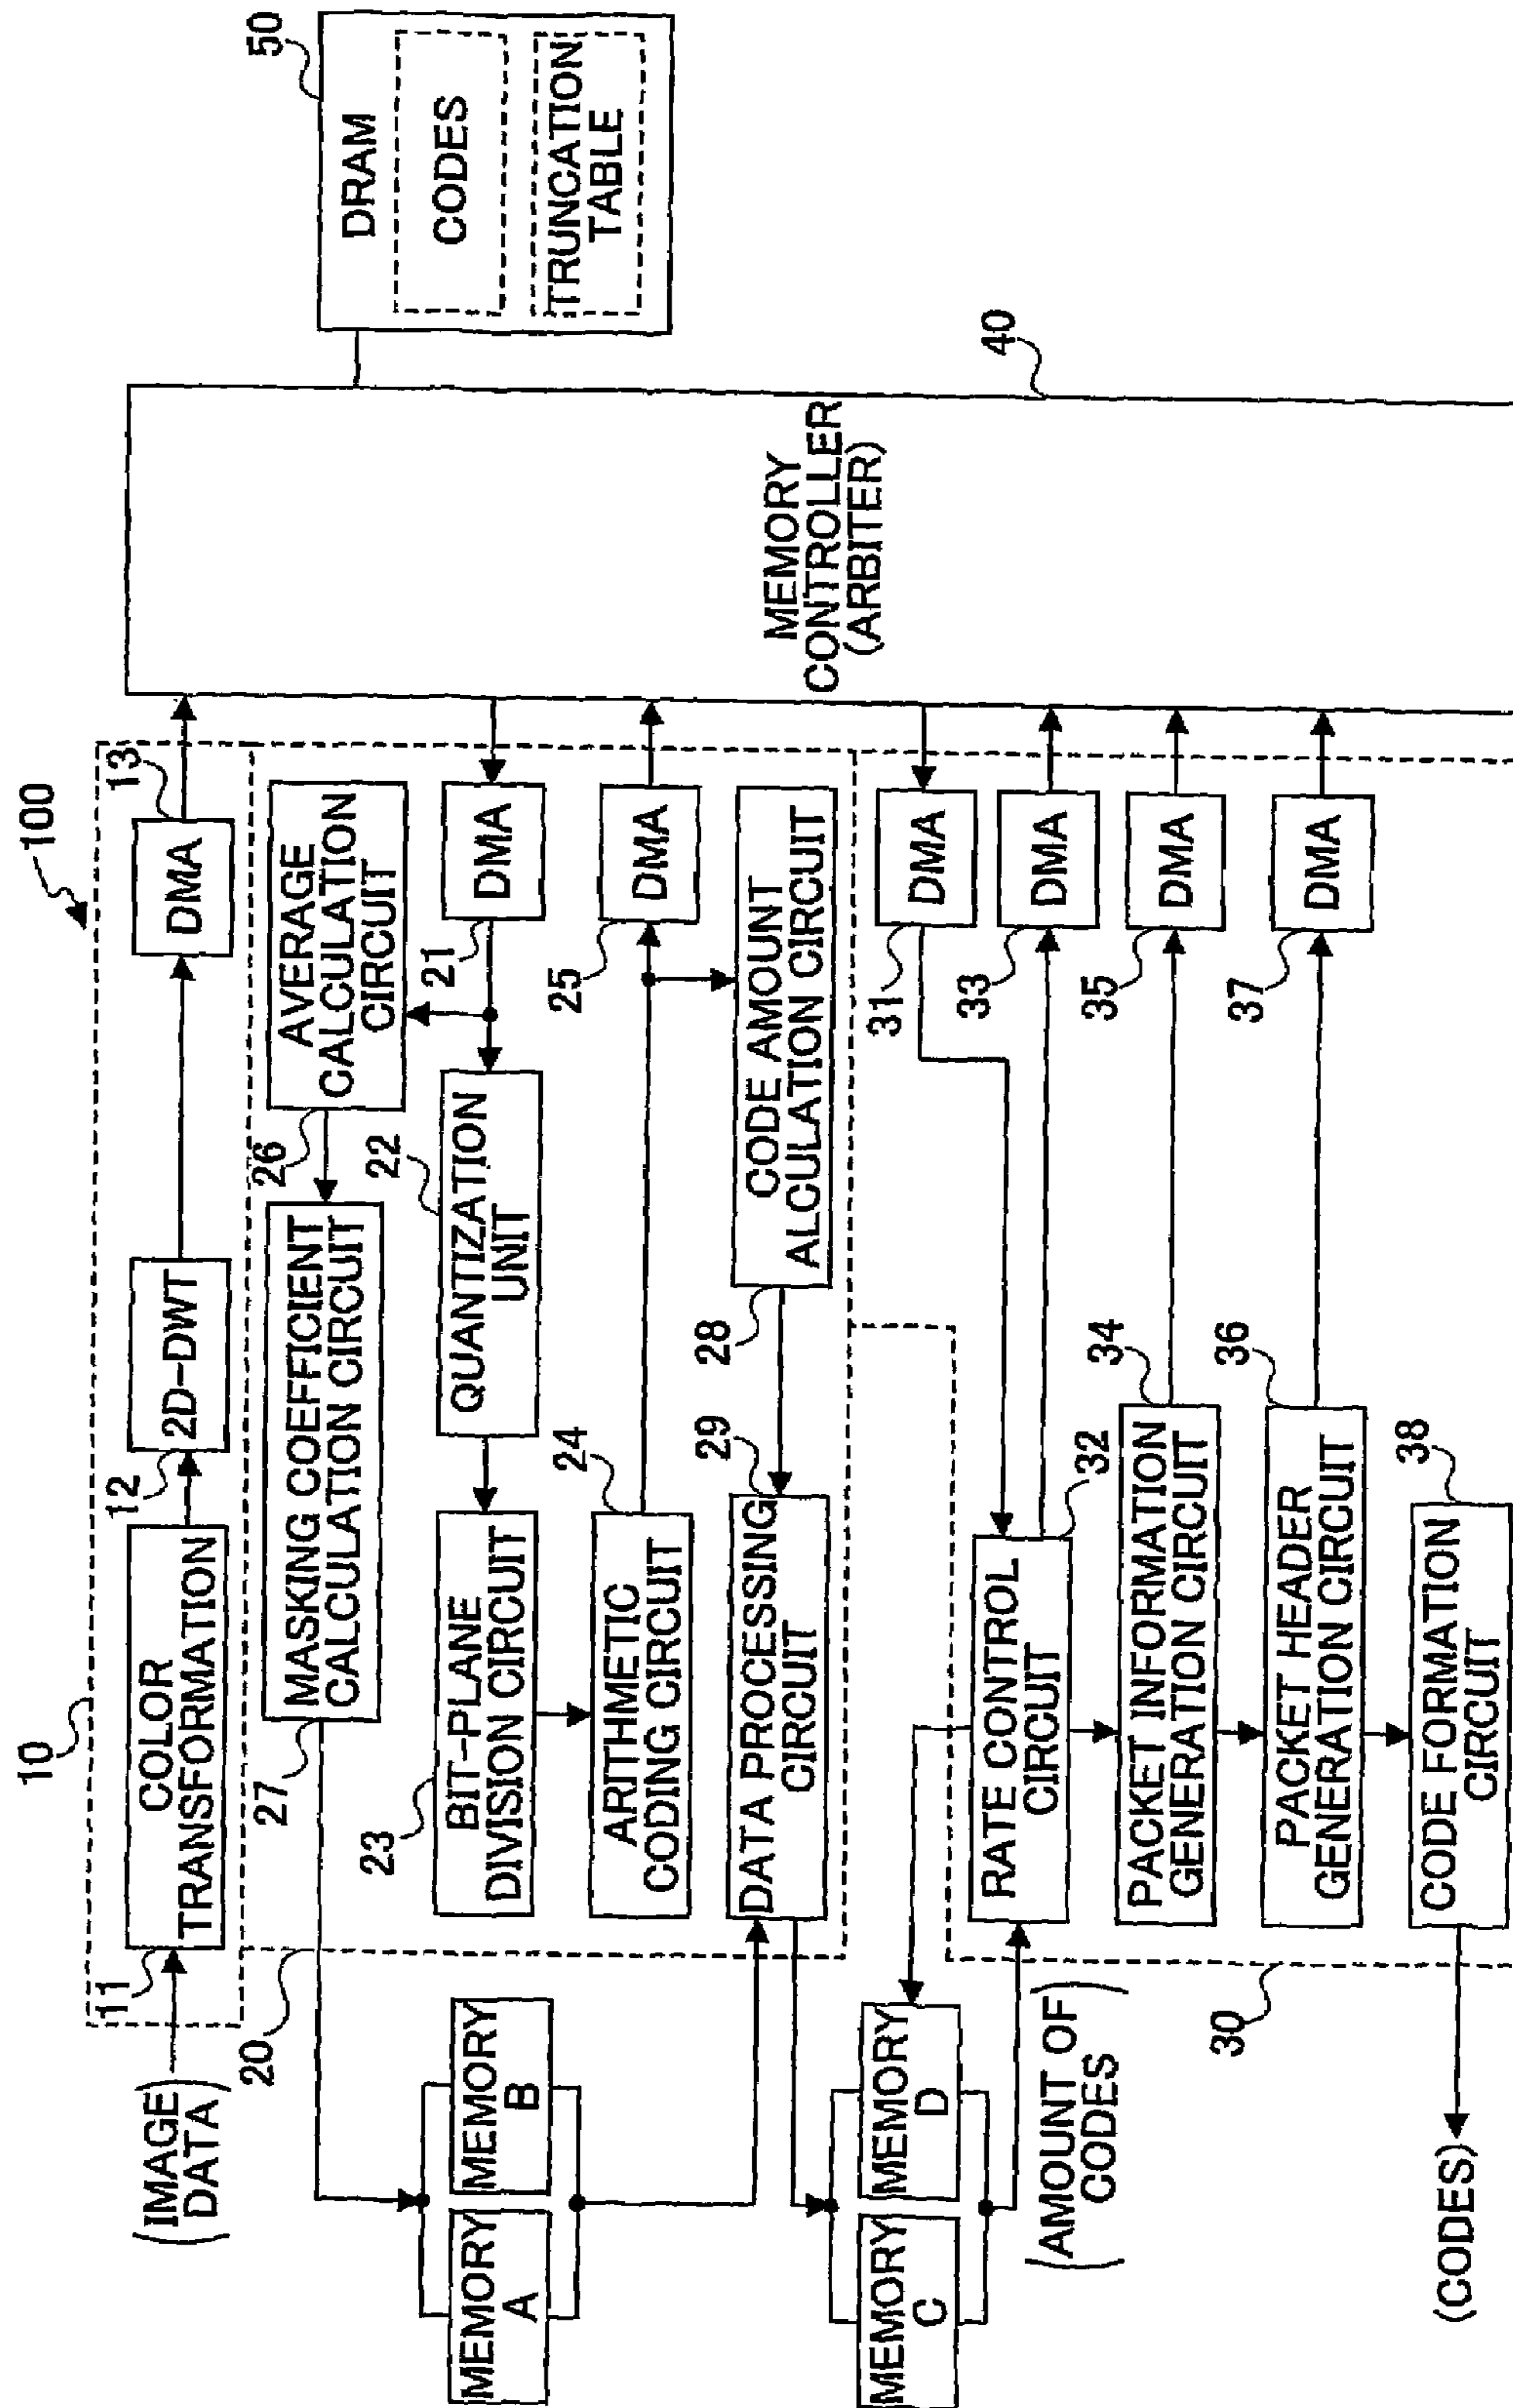 100
10
(IMAGE
DATA)
11
COLOR
TRANSFORMATION
12
2D-DWT
13
DMA
20
27
MASKING COEFFICIENT
CALCULATION CIRCUIT
26
AVERAGE
CALCULATION
CIRCUIT
21
DMA
22
QUANTIZATION
UNIT
23
BIT-PLANE
DIVISION CIRCUIT
24
ARITHMETIC
CODING CIRCUIT
25
DMA
28
CODE AMOUNT
ALCULATION CIRCUIT
29
DATA PROCESSING
CIRCUIT
MEMORY
A
MEMORY
B
MEMORY
C
MEMORY
D
(AMOUNT OF
CODES)
30
31
DMA
32
RATE CONTROL
CIRCUIT
33
DMA
34
PACKET INFORMATION
GENERATION CIRCUIT
35
DMA
36
PACKET HEADER
GENERATION CIRCUIT
37
DMA
38
CODE FORMATION
CIRCUIT
(CODES)
40
MEMORY
CONTROLLER
(ARBITER)
50
DRAM
CODES
TRUNCATION
TABLE